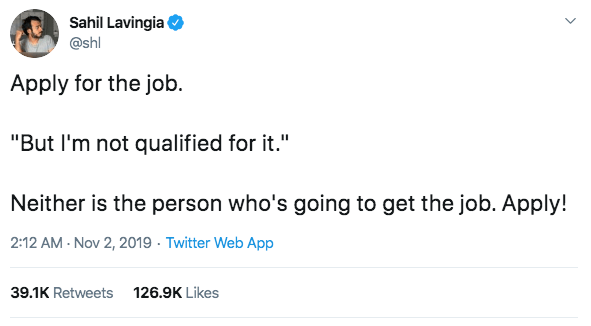 Sahil Lavingia
@shl
Apply for the job.
"But I'm not qualified for it."
Neither is the person who's going to get the job. Apply!
2:12 AM · Nov 2, 2019 · Twitter Web App
39.1K Retweets 126.9K Likes